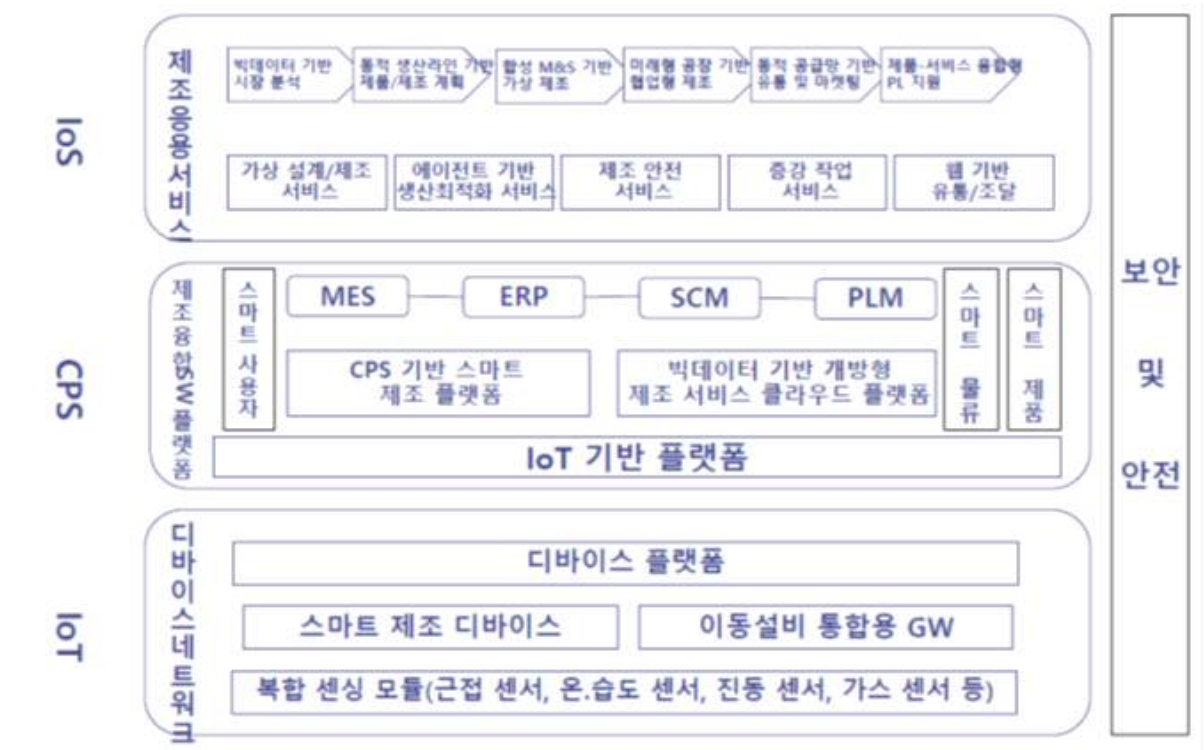 IoS
제조응용서비스
빅데이터 기반
시장 분석
동적 생산라인 기반
제품/제조 계획
합성 M&S 기반
가상 제조
미래형 공장 기반
협업형 제조
동적 공급망 기반
유통 및 마켓팅
제품-서비스 융합형
PL 지원
가상 설계/제조
서비스
에이전트 기반
생산최적화 서비스
제조 안전
서비스
증강 작업
서비스
웹 기반
유통/조달
CPS
제조융합SW플랫폼
스마트 사용자
MES
ERP
SCM
PLM
CPS 기반 스마트
제조 플랫폼
빅데이터 기반 개방형
제조 서비스 클라우드 플랫폼
스마트 물류
스마트 제품
IoT 기반 플랫폼
IoT
디바이스네트워크
디바이스 플랫폼
스마트 제조 디바이스
이동설비 통합용 GW
복합 센싱 모듈(근접 센서, 온.습도 센서, 진동 센서, 가스 센서 등)
보안
및
안전